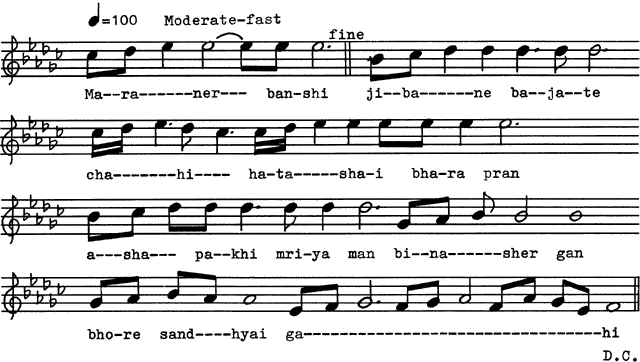 =100 Moderate-fast
fine
Ma--ra------ner--- ban-shi ji--ba------ne ba-ja-te
cha-------hi---- ha-ta-----sha-i bha-ra pran
a---sha--- pa--khi mri-ya man bi--na------sher gan
bho-re sand----hyai ga----------------------------------hi
D.C.